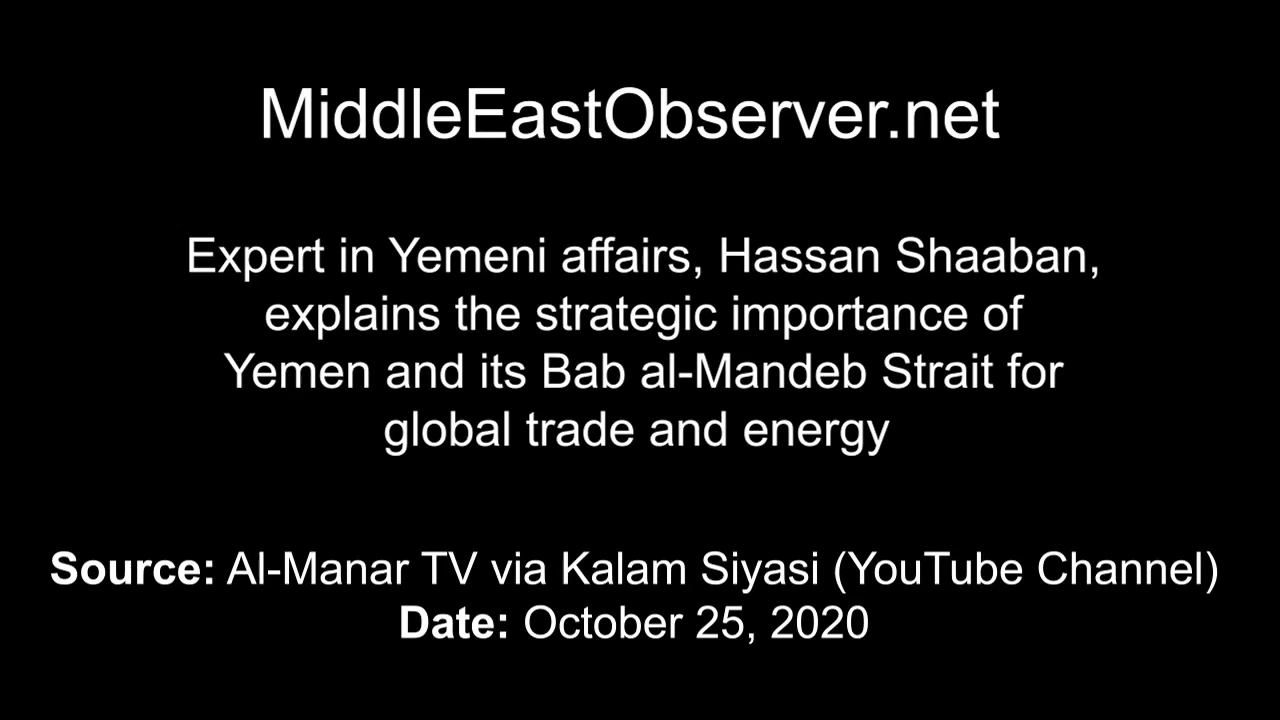 MiddleEastObserver.net
Expert in Yemeni affairs, Hassan Shaaban,
explains the strategic importance of
Yemen and its Bab al-Mandeb Strait for
global trade and energy
Source: Al-Manar TV via Kalam Siyasi (YouTube Channel)
Date: October 25, 2020